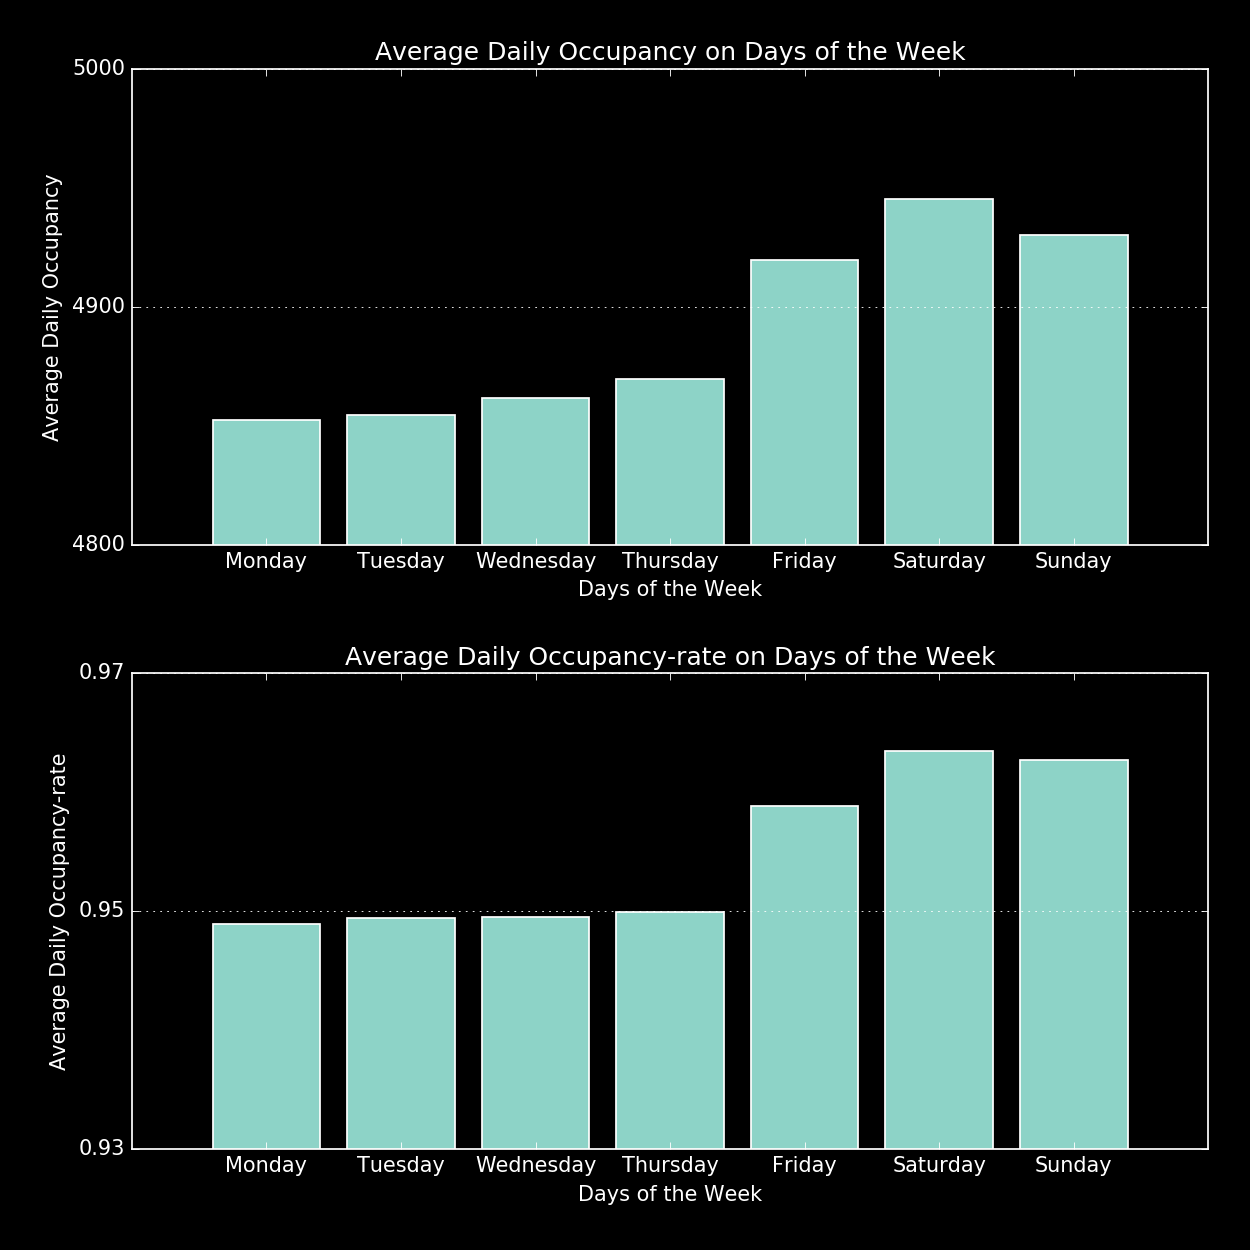 Average Daily Occupancy on Days of the Week
5000
4900
4800
Average Daily Occupancy
Monday Tuesday Wednesday Thursday Friday Saturday Sunday
Days of the Week
Average Daily Occupancy-rate on Days of the Week
0.97
0.95
0.93
Average Daily Occupancy-rate
Monday Tuesday Wednesday Thursday Friday Saturday Sunday
Days of the Week